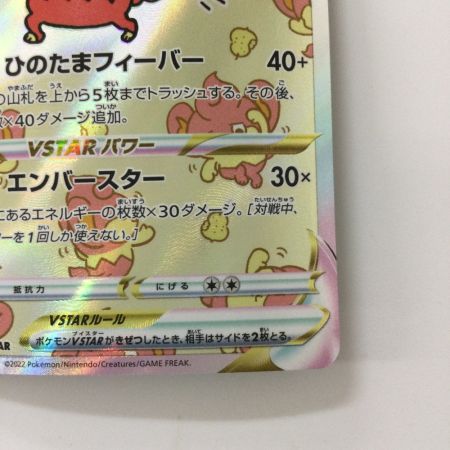 ひのたまフィーバー 40+
の山札を上から5枚までトラッシュする。その後、
数×40ダメージ追加。
VSTARパワー
エンバースター 30×
にあるエネルギーの枚数×30ダメージ。[対戦中、
ーを1回しか使えない。]
抵抗力 にげる
VSTARルール
ポケモンVSTARがきぜつしたとき、相手はサイドを2枚とる。
AR
©2022 Pokémon/Nintendo/Creatures/GAME FREAK.